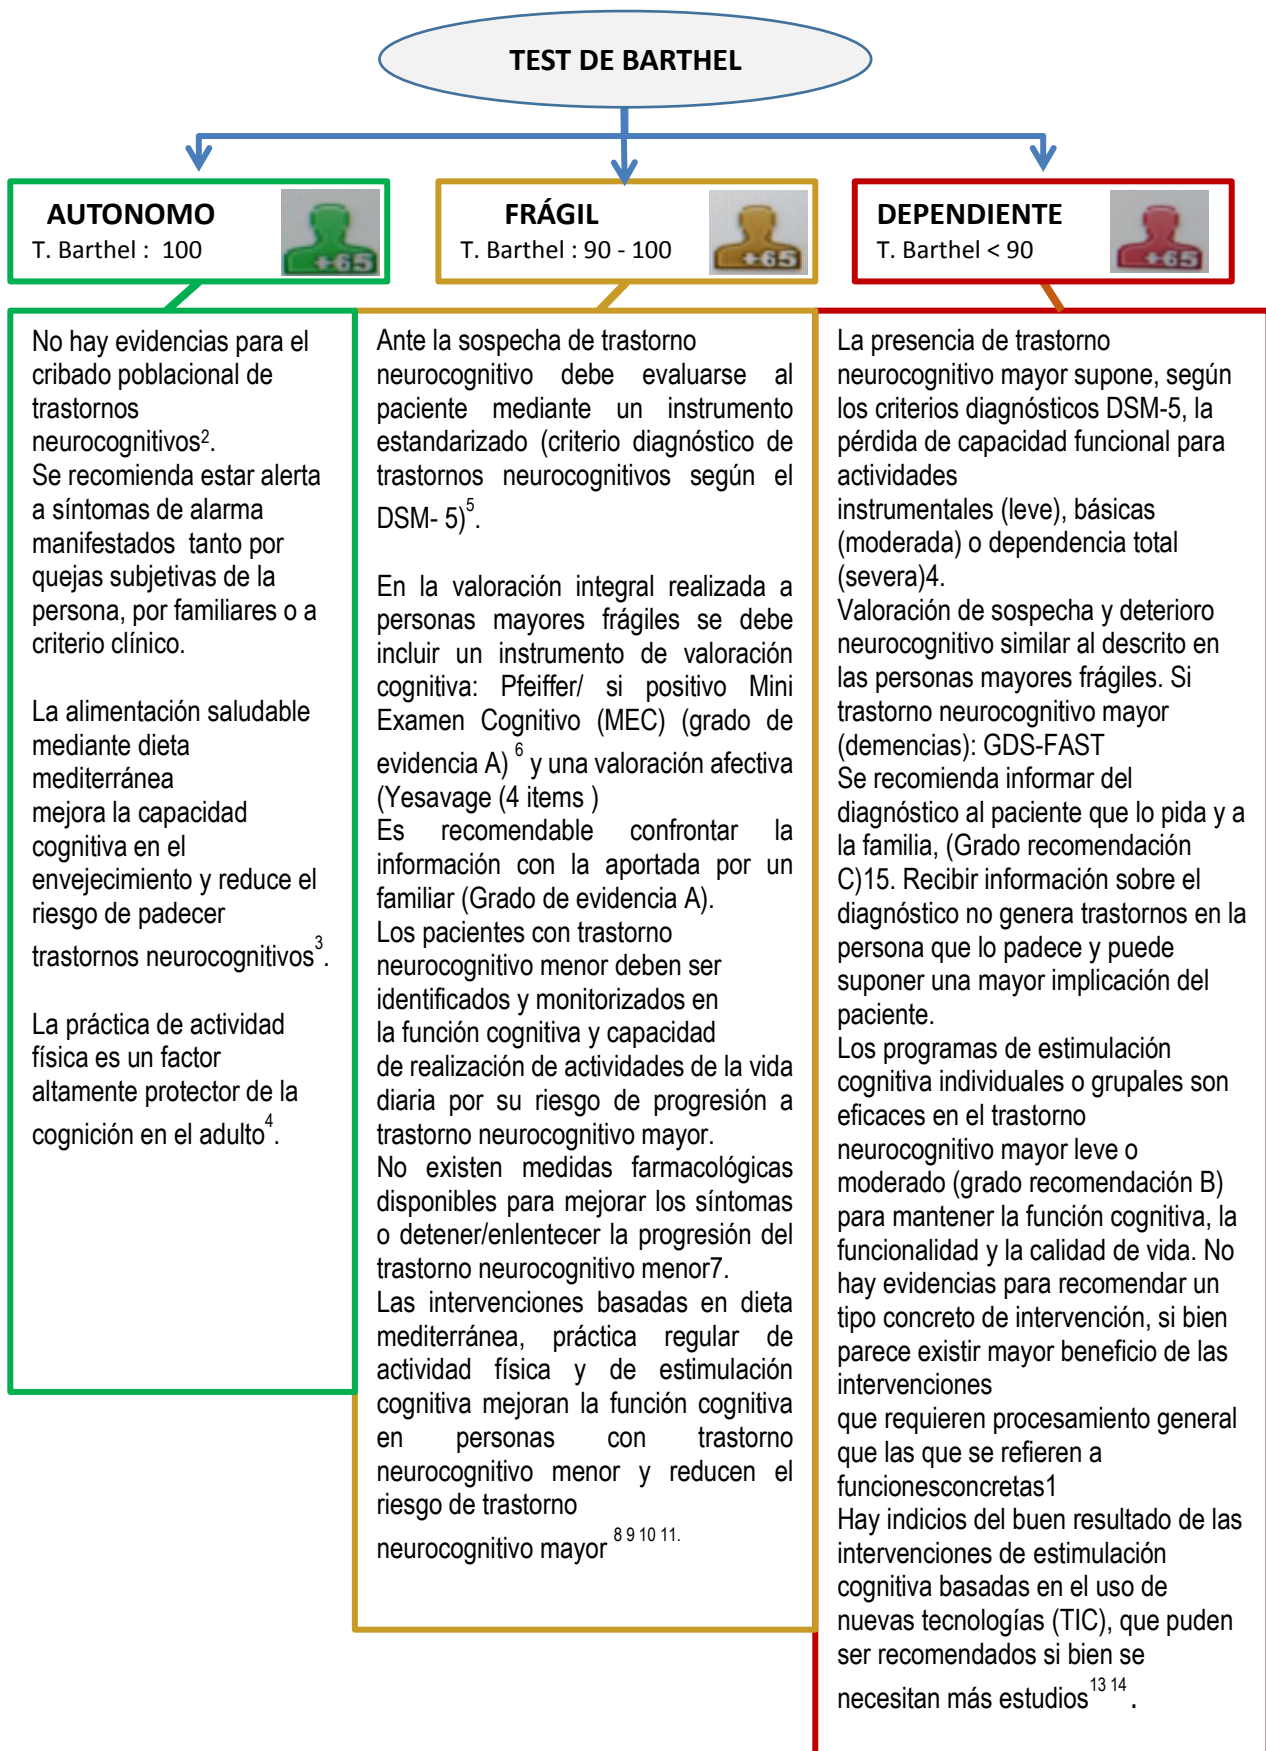 TEST DE BARTHEL
AUTONOMO
T. Barthel : 100
+65
FRÁGIL
T. Barthel : 90 - 100
+65
DEPENDIENTE
T. Barthel < 90
+65
No hay evidencias para el
cribado poblacional de
trastornos
neurocognitivos².
Se recomienda estar alerta
a síntomas de alarma
manifestados tanto por
quejas subjetivas de la
persona, por familiares o a
criterio clínico.
La alimentación saludable
mediante dieta
mediterránea
mejora la capacidad
cognitiva en el
envejecimiento y reduce el
riesgo de padecer
trastornos neurocognitivos³.
La práctica de actividad
física es un factor
altamente protector de la
cognición en el adulto⁴.
Ante la sospecha de trastorno
neurocognitivo debe evaluarse al
paciente mediante un instrumento
estandarizado (criterio diagnóstico de
trastornos neurocognitivos según el
DSM- 5)⁵.
En la valoración integral realizada a
personas mayores frágiles se debe
incluir un instrumento de valoración
cognitiva: Pfeiffer/ si positivo Mini
Examen Cognitivo (MEC) (grado de
evidencia A) ⁶ y una valoración afectiva
(Yesavage (4 items )
Es recomendable confrontar la
información con la aportada por un
familiar (Grado de evidencia A).
Los pacientes con trastorno
neurocognitivo menor deben ser
identificados y monitorizados en
la función cognitiva y capacidad
de realización de actividades de la vida
diaria por su riesgo de progresión a
trastorno neurocognitivo mayor.
No existen medidas farmacológicas
disponibles para mejorar los síntomas
o detener/enlentecer la progresión del
trastorno neurocognitivo menor7.
Las intervenciones basadas en dieta
mediterránea, práctica regular de
actividad física y de estimulación
cognitiva mejoran la función cognitiva
en personas con trastorno
neurocognitivo menor y reducen el
riesgo de trastorno
neurocognitivo mayor ⁸ ⁹ ¹⁰ ¹¹.
La presencia de trastorno
neurocognitivo mayor supone, según
los criterios diagnósticos DSM-5, la
pérdida de capacidad funcional para
actividades
instrumentales (leve), básicas
(moderada) o dependencia total
(severa)4.
Valoración de sospecha y deterioro
neurocognitivo similar al descrito en
las personas mayores frágiles. Si
trastorno neurocognitivo mayor
(demencias): GDS-FAST
Se recomienda informar del
diagnóstico al paciente que lo pida y a
la familia, (Grado recomendación
C)15. Recibir información sobre el
diagnóstico no genera trastornos en la
persona que lo padece y puede
suponer una mayor implicación del
paciente.
Los programas de estimulación
cognitiva individuales o grupales son
eficaces en el trastorno
neurocognitivo mayor leve o
moderado (grado recomendación B)
para mantener la función cognitiva, la
funcionalidad y la calidad de vida. No
hay evidencias para recomendar un
tipo concreto de intervención, si bien
parece existir mayor beneficio de las
intervenciones
que requieren procesamiento general
que las que se refieren a
funcionesconcretas1
Hay indicios del buen resultado de las
intervenciones de estimulación
cognitiva basadas en el uso de
nuevas tecnologías (TIC), que puden
ser recomendados si bien se
necesitan más estudios¹³ ¹⁴ .